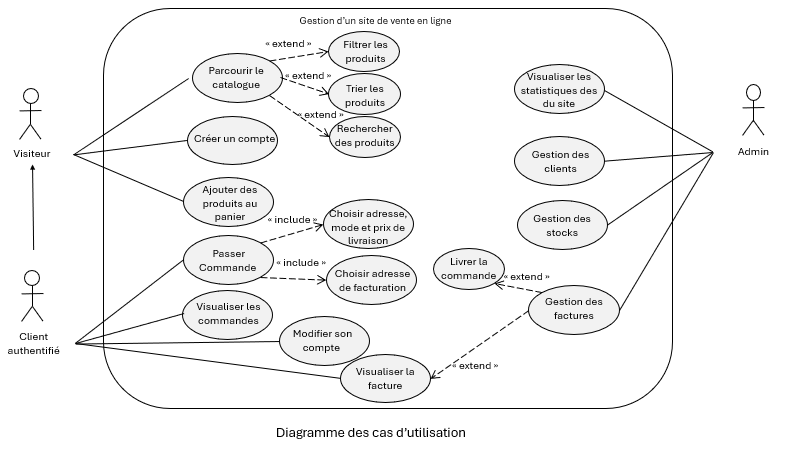 Gestion d'un site de vente en ligne
« extend »
Filtrer les
produits
Parcourir le
catalogue
« extend »
Trier les
produits
« extend »
Rechercher
des produits
Visualiser les
statistiques des
du site
Visiteur
Créer un compte
Gestion des
clients
Admin
Ajouter des
produits au
panier
« include »
Choisir adresse,
mode et prix de
livraison
Gestion des
stocks
Passer
Commande
« include »
Choisir adresse
de facturation
Livrer la
commande
« extend »
Gestion des
factures
Visualiser les
commandes
Client
authentifié
Modifier son
compte
Visualiser la
facture
« extend »
Diagramme des cas d'utilisation